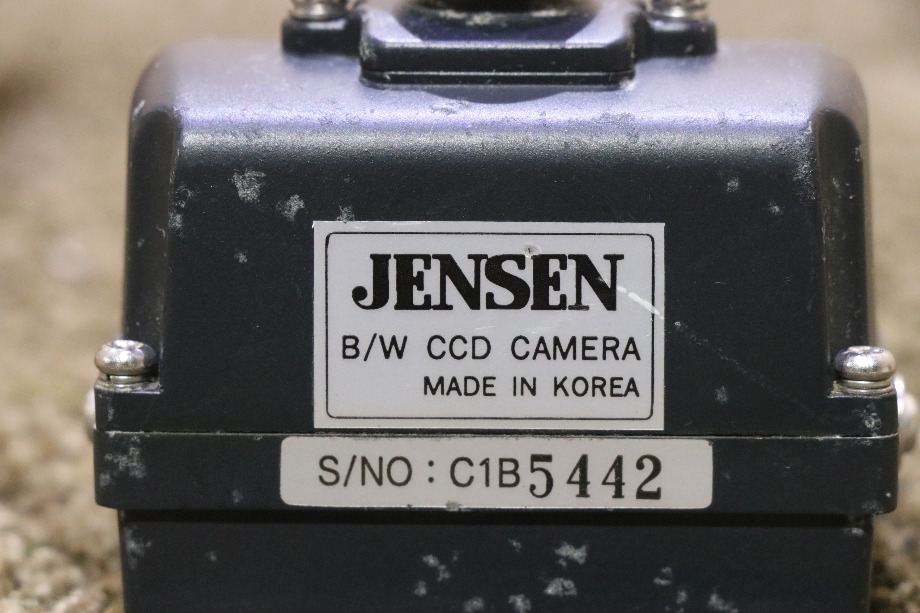 JENSEN
B/W CCD CAMERA
MADE IN KOREA
S/NO : C1B5442